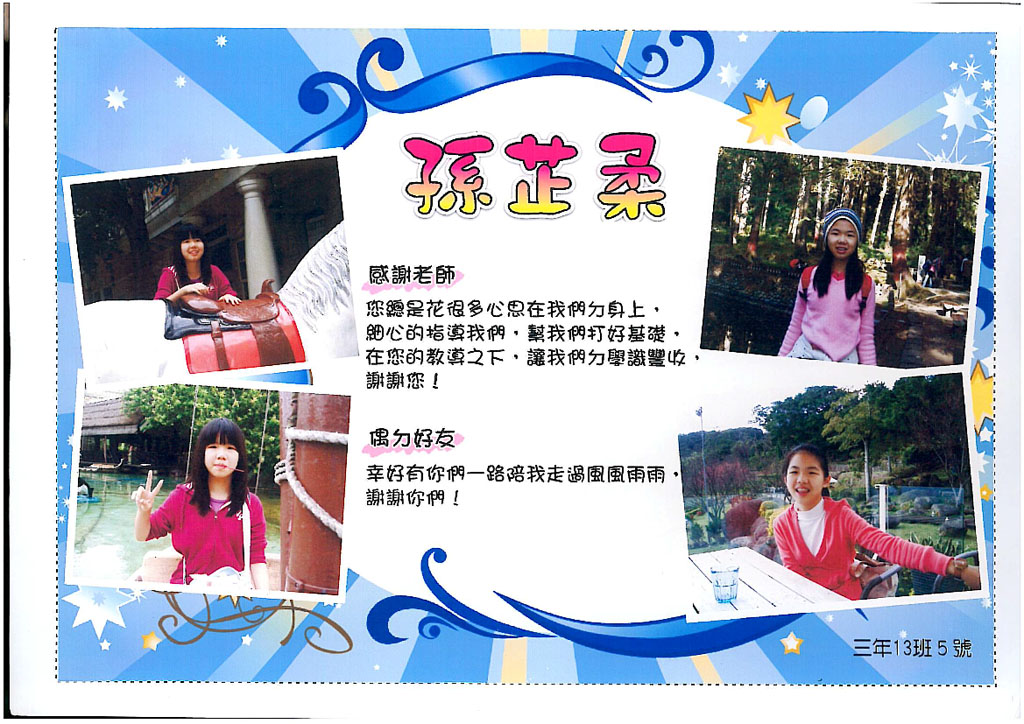 孫芷柔
感謝老師
您總是花很多心思在我們ㄉ身上，
細心的指導我們，幫我們打好基礎，
在您的教導之下，讓我們ㄉ學識豐收，
謝謝您！
偶ㄉ好友
幸好有你們一路陪我走過風風雨雨，
謝謝你們！
三年13班 5 號